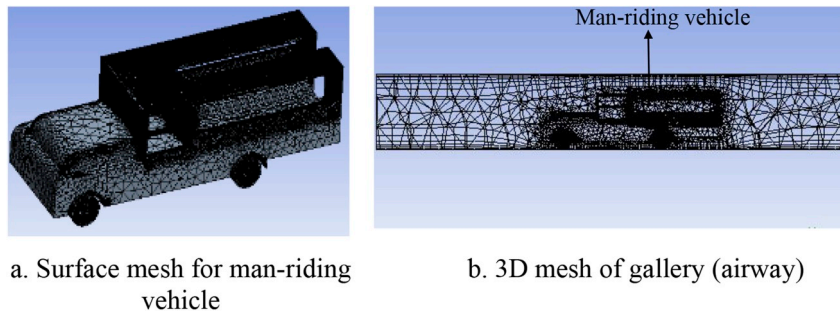 Man-riding vehicle
a. Surface mesh for man-riding
vehicle
b. 3D mesh of gallery (airway)